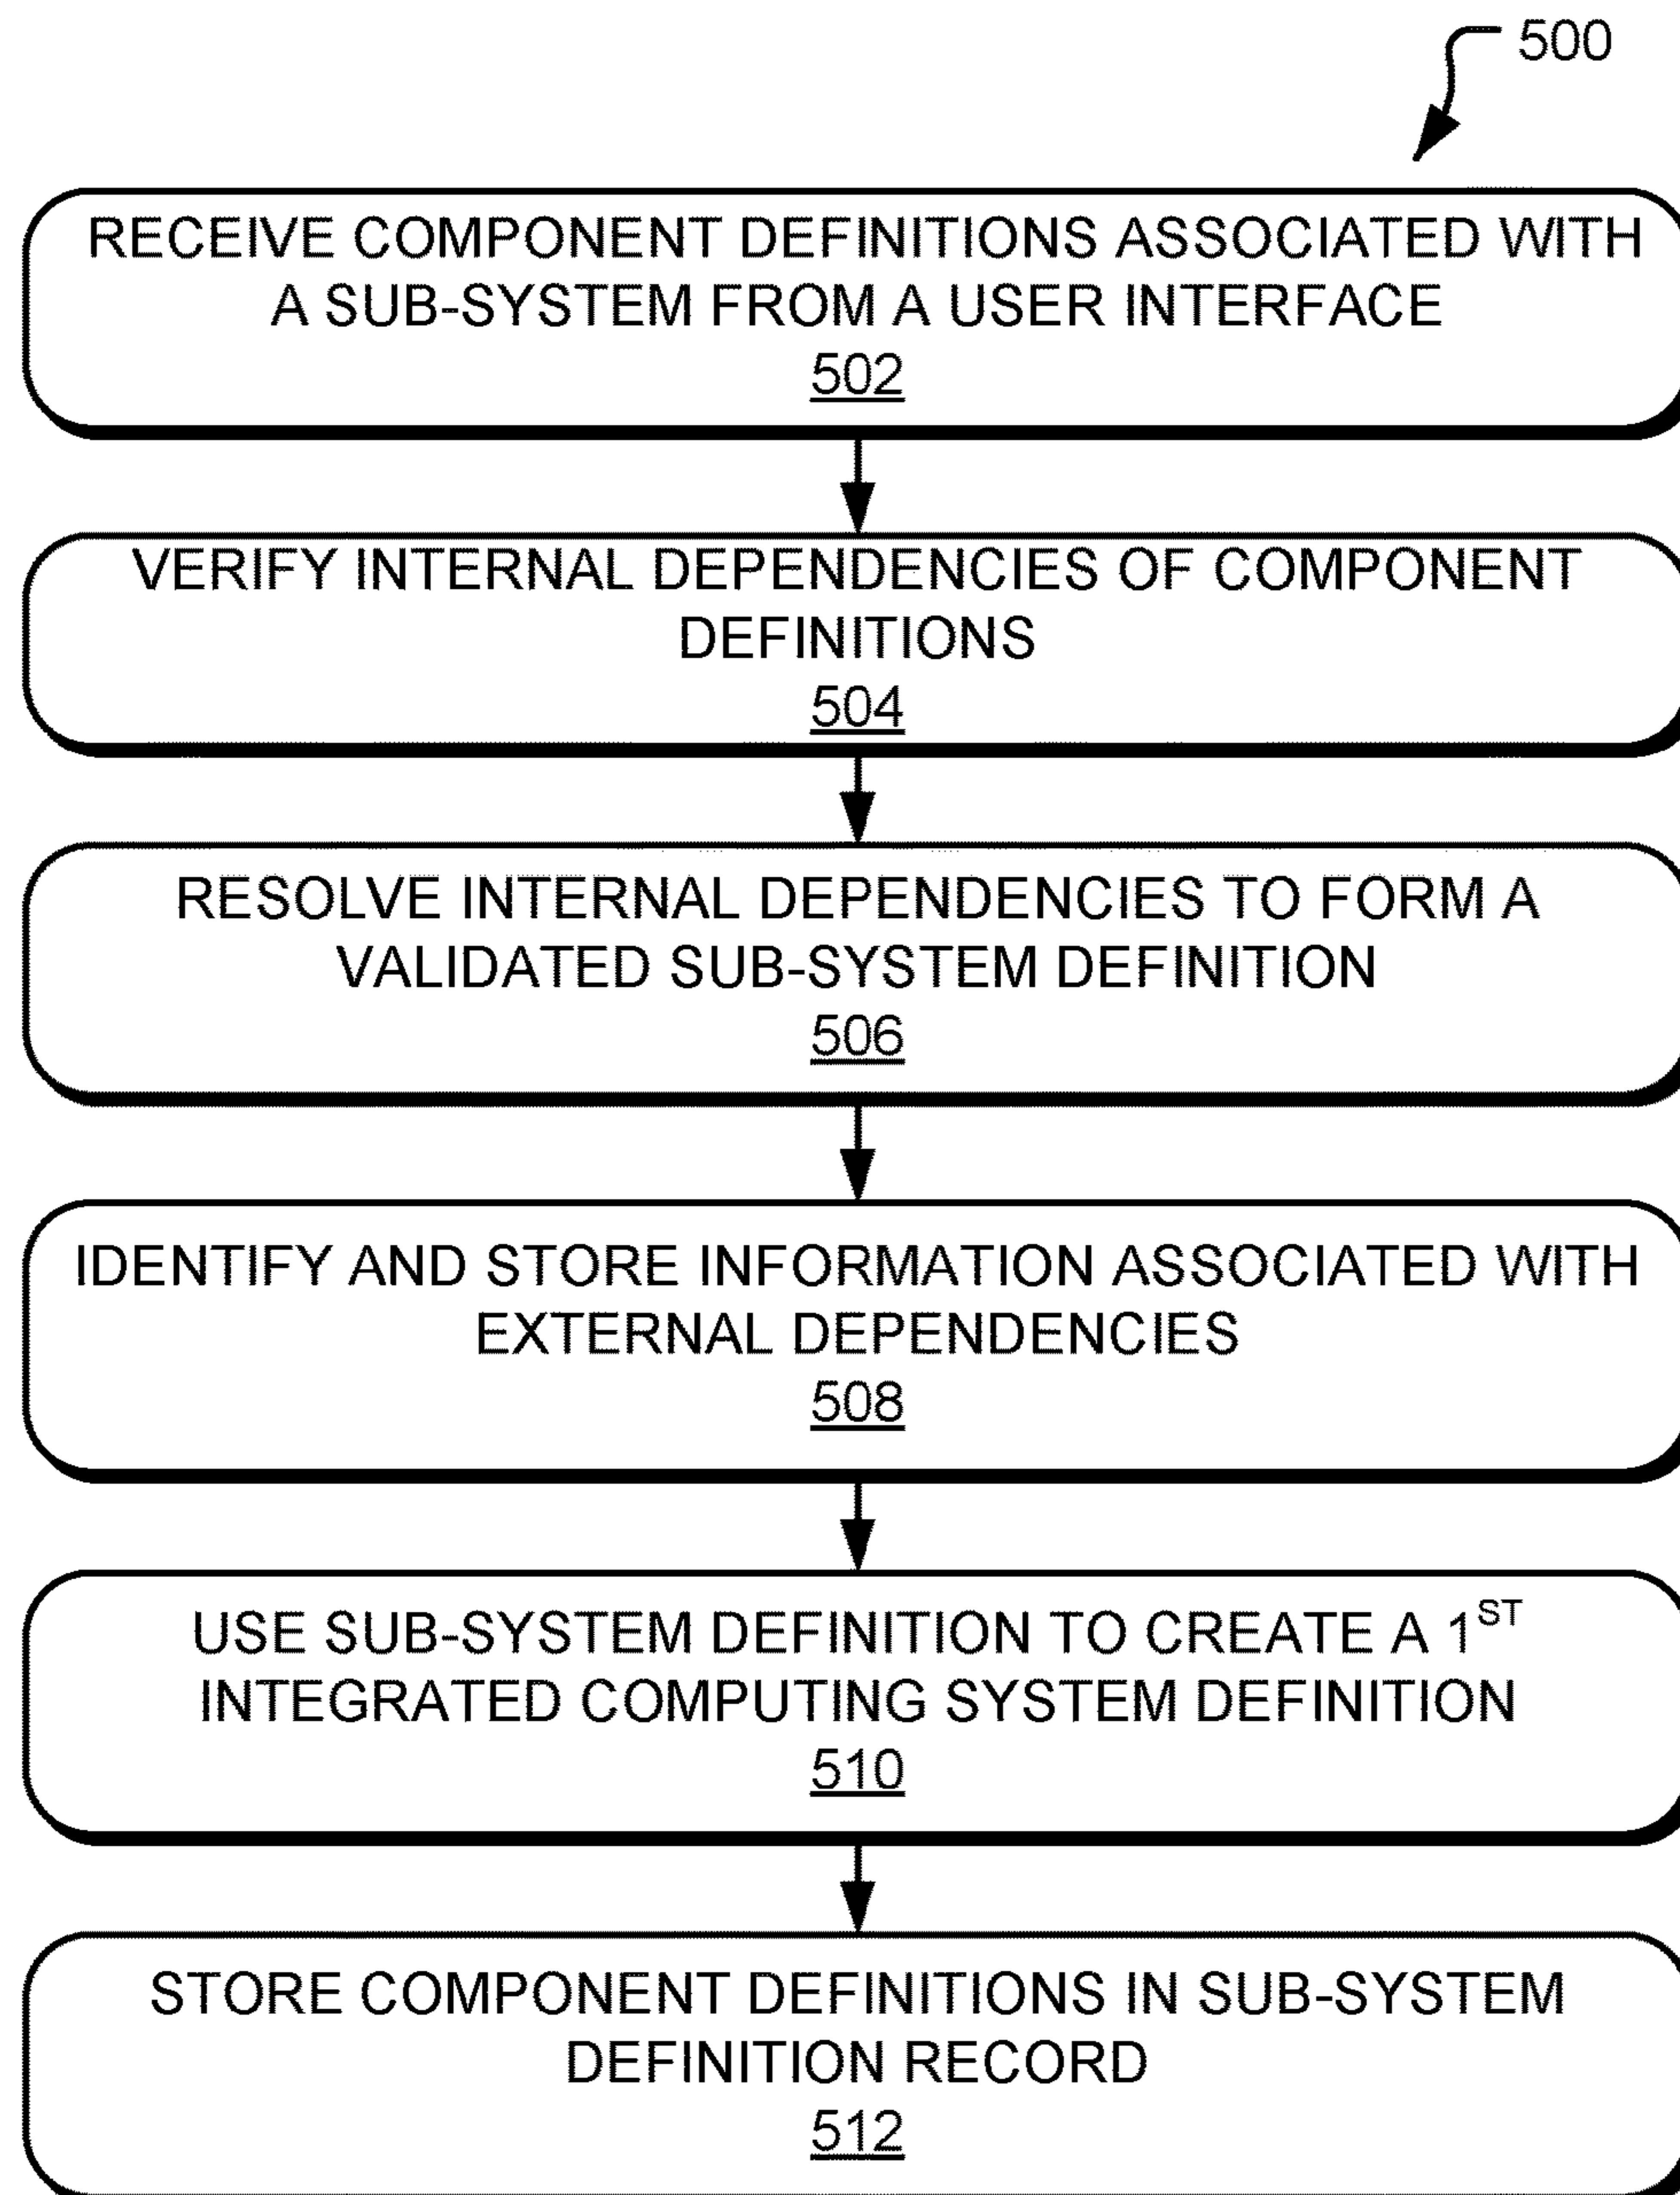 500
RECEIVE COMPONENT DEFINITIONS ASSOCIATED WITH
A SUB-SYSTEM FROM A USER INTERFACE
502
VERIFY INTERNAL DEPENDENCIES OF COMPONENT
DEFINITIONS
504
RESOLVE INTERNAL DEPENDENCIES TO FORM A
VALIDATED SUB-SYSTEM DEFINITION
506
IDENTIFY AND STORE INFORMATION ASSOCIATED WITH
EXTERNAL DEPENDENCIES
508
USE SUB-SYSTEM DEFINITION TO CREATE A 1ST
INTEGRATED COMPUTING SYSTEM DEFINITION
510
STORE COMPONENT DEFINITIONS IN SUB-SYSTEM
DEFINITION RECORD
512